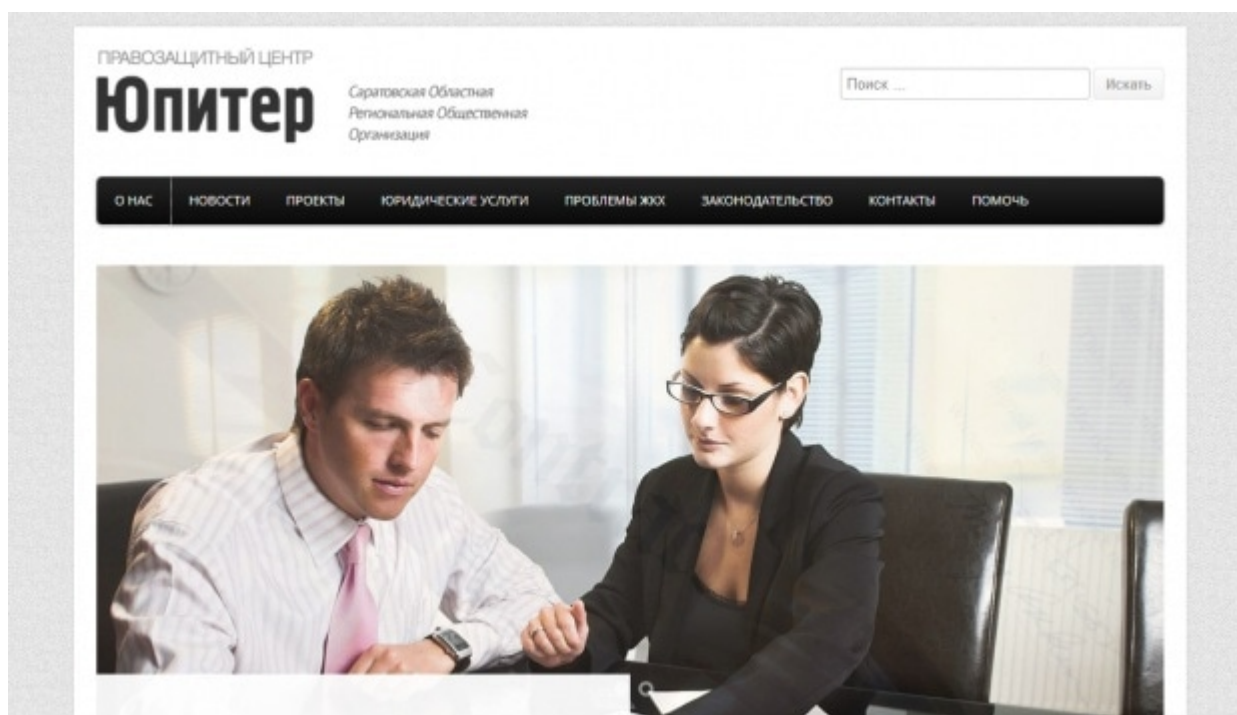 ПРАВОЗАЩИТНЫЙ ЦЕНТР
Юпитер
Саратовская Областная
Региональная Общественная
Организация
Поиск ...
Искать
О НАС НОВОСТИ ПРОЕКТЫ ЮРИДИЧЕСКИЕ УСЛУГИ ПРОБЛЕМЫ ЖКХ ЗАКОНОДАТЕЛЬСТВО КОНТАКТЫ ПОМОЧЬ